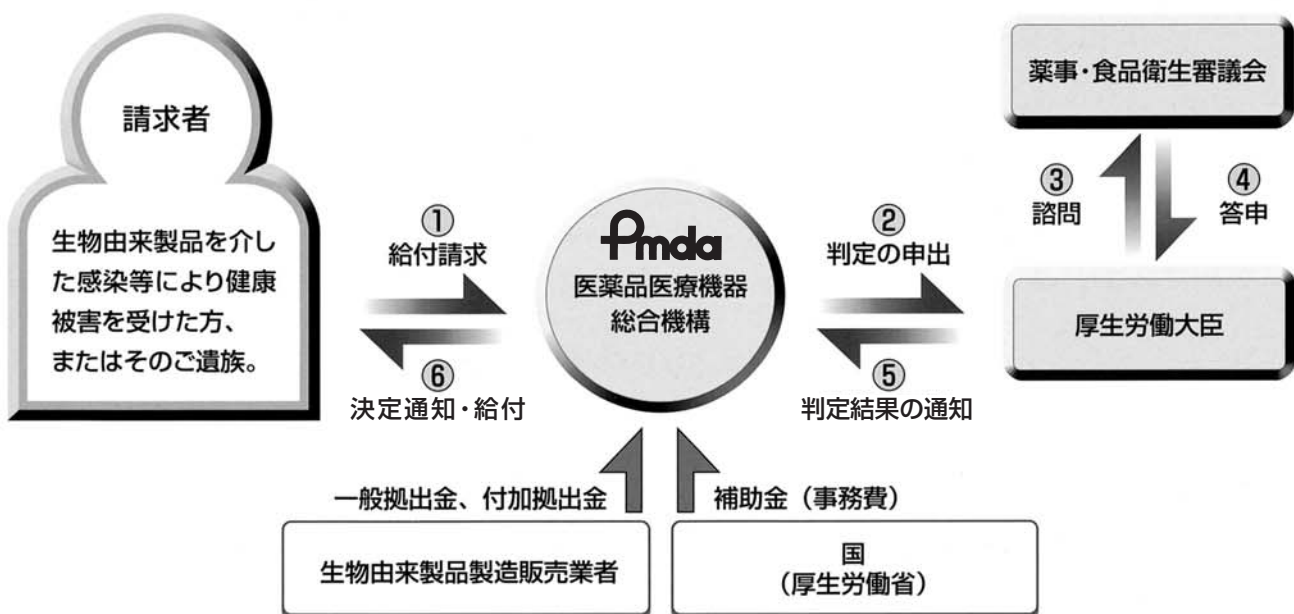 請求者
生物由来製品を介し
た感染等により健康
被害を受けた方、
またはそのご遺族。
①
給付請求
⑥
決定通知・給付
Pmda
医薬品医療機器
総合機構
②
判定の申出
⑤
判定結果の通知
薬事・食品衛生審議会
③
諮問
④
答申
厚生労働大臣
一般拠出金、付加拠出金
補助金（事務費）
生物由来製品製造販売業者
国
（厚生労働省）